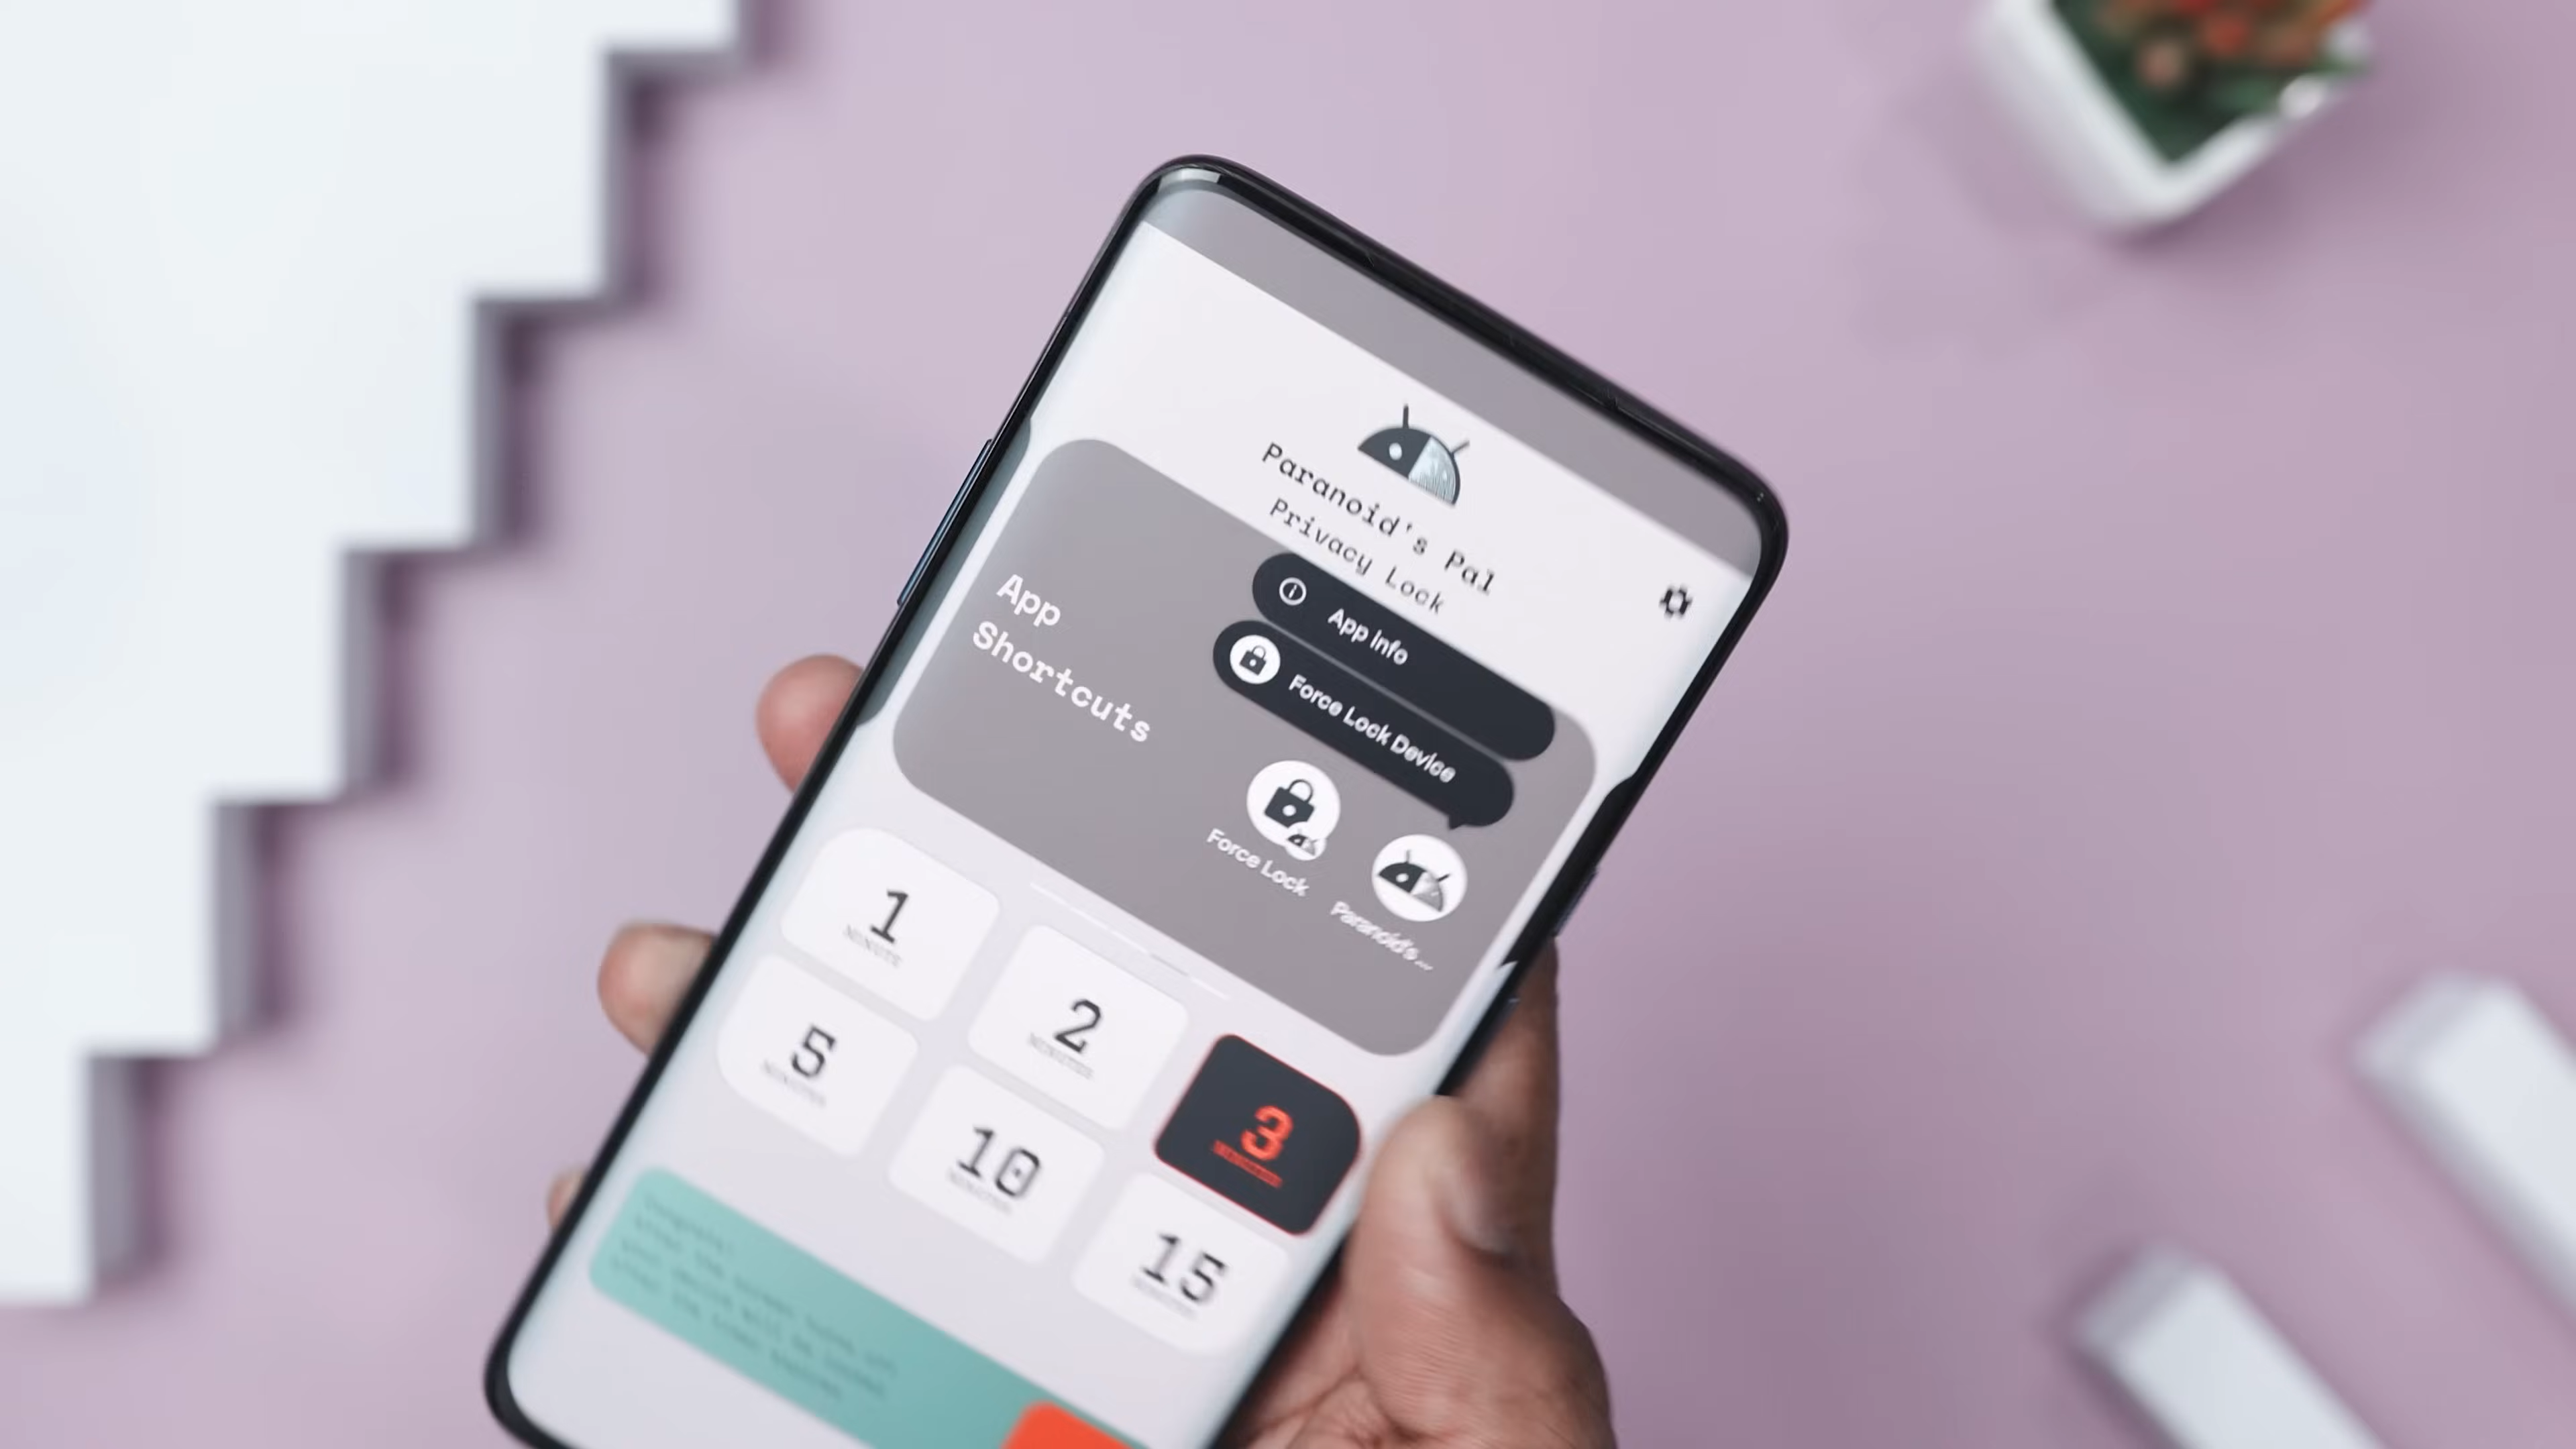 Paranoid's Pal
Privacy Lock
App
Shortcuts
App info
Force Lock Device
Force Lock
Paranoid's...
1
MINUTE
2
MINUTES
3
5
MINUTES
10
MINUTES
15
MINUTES